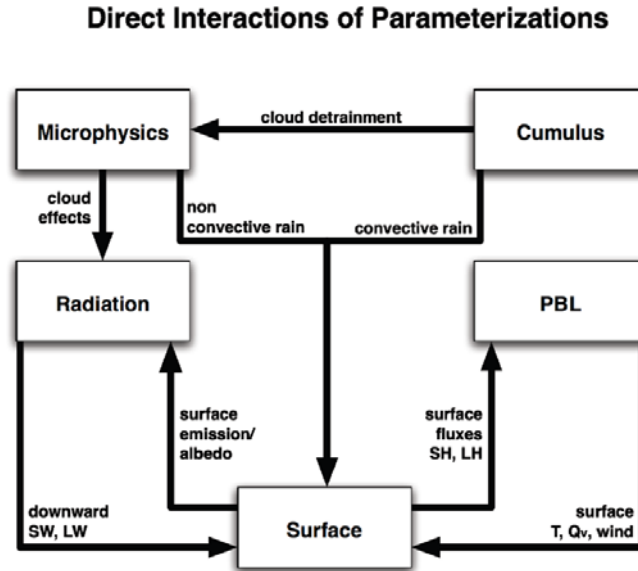 Direct Interactions of Parameterizations
Microphysics
cloud detrainment
Cumulus
cloud
effects
non
convective rain
convective rain
Radiation
PBL
surface
emission/
albedo
surface
fluxes
SH, LH
downward
SW, LW
Surface
surface
T, Qv, wind